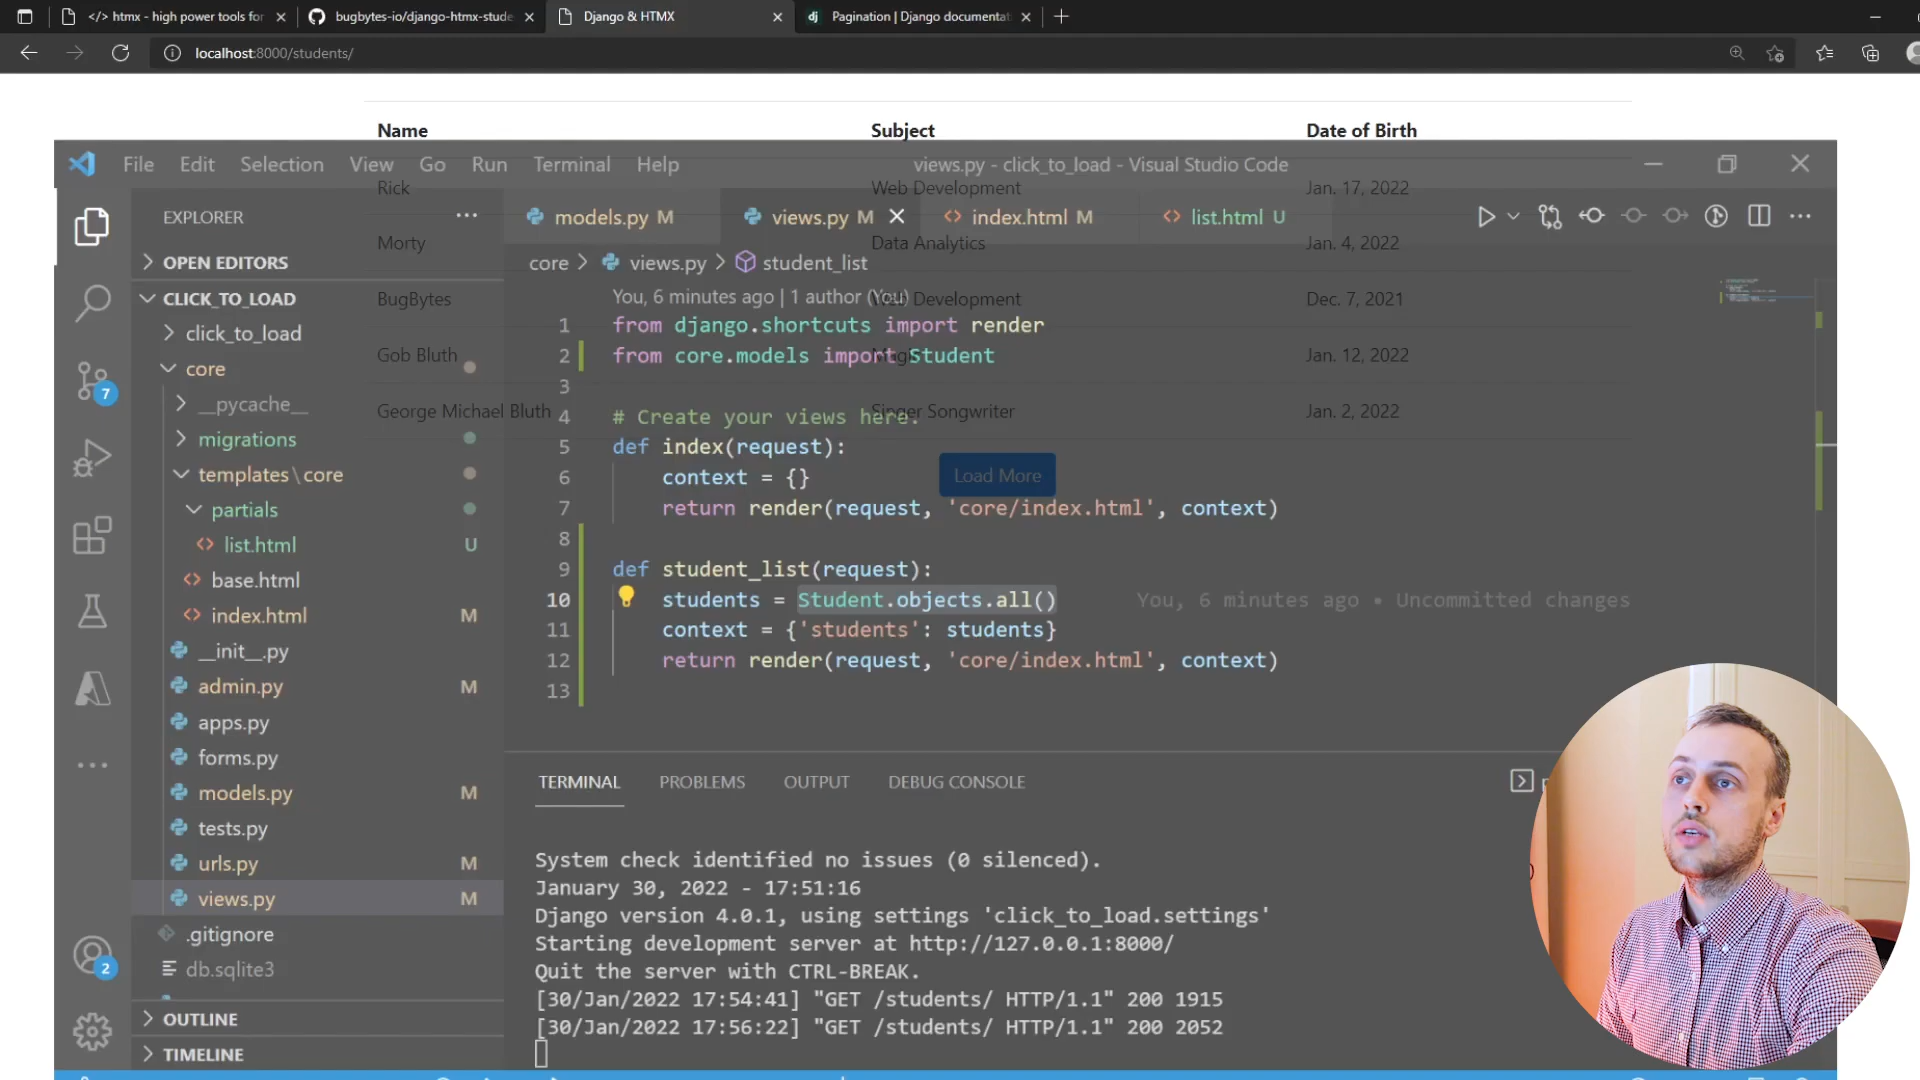 </> htmx - high power tools for
bugbytes-io/django-htmx-stude
Django & HTMX
Pagination | Django documentati
localhost:8000/students/
Name Subject Date of Birth
Rick Web Development Jan. 17, 2022
Morty Data Analytics Jan. 4, 2022
BugBytes Web Development Dec. 7, 2021
Gob Bluth Jan. 12, 2022
George Michael Bluth Singer Songwriter Jan. 2, 2022
Load More
File Edit Selection View Go Run Terminal Help
views.py - click_to_load - Visual Studio Code
EXPLORER
OPEN EDITORS
CLICK_TO_LOAD
click_to_load
core
__pycache__
migrations
templates\core
partials
list.html U
base.html
index.html M
__init__.py
admin.py M
apps.py
forms.py
models.py M
tests.py
urls.py M
views.py M
.gitignore
db.sqlite3
OUTLINE
TIMELINE
7
2
models.py M views.py M index.html M list.html U
core > views.py > student_list
You, 6 minutes ago | 1 author (You)
1 from django.shortcuts import render
2 from core.models import Student
3
4 # Create your views here.
5 def index(request):
6 context = {}
7 return render(request, 'core/index.html', context)
8
9 def student_list(request):
10 students = Student.objects.all() You, 6 minutes ago • Uncommitted changes
11 context = {'students': students}
12 return render(request, 'core/index.html', context)
13
TERMINAL PROBLEMS OUTPUT DEBUG CONSOLE
System check identified no issues (0 silenced).
January 30, 2022 - 17:51:16
Django version 4.0.1, using settings 'click_to_load.settings'
Starting development server at http://127.0.0.1:8000/
Quit the server with CTRL-BREAK.
[30/Jan/2022 17:54:41] "GET /students/ HTTP/1.1" 200 1915
[30/Jan/2022 17:56:22] "GET /students/ HTTP/1.1" 200 2052